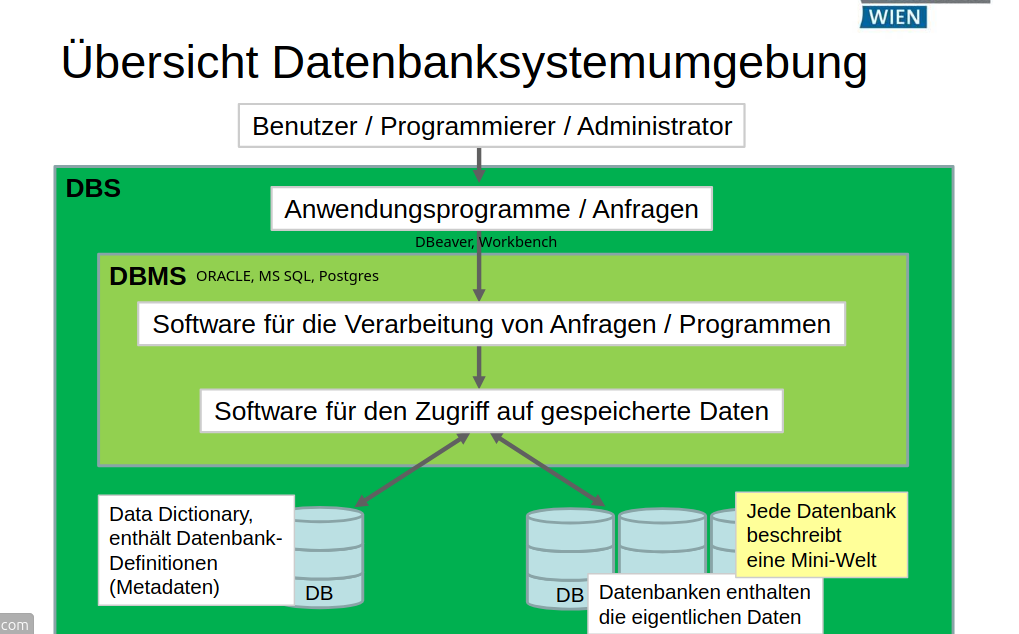 WIEN
Übersicht Datenbanksystemumgebung
Benutzer / Programmierer / Administrator
DBS
Anwendungsprogramme / Anfragen
DBeaver, Workbench
DBMS ORACLE, MS SQL, Postgres
Software für die Verarbeitung von Anfragen / Programmen
Software für den Zugriff auf gespeicherte Daten
Data Dictionary,
enthält Datenbank-
Definitionen
(Metadaten)
DB
DB
Jede Datenbank
beschreibt
eine Mini-Welt
Datenbanken enthalten
die eigentlichen Daten
com